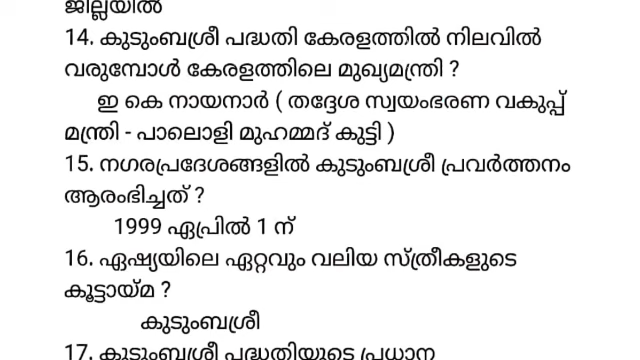 ജില്ലയിൽ
14. കുടുംബശ്രീ പദ്ധതി കേരളത്തിൽ നിലവിൽ
വരുമ്പോൾ കേരളത്തിലെ മുഖ്യമന്ത്രി ?
ഇ കെ നായനാർ ( തദ്ദേശ സ്വയംഭരണ വകുപ്പ്
മന്ത്രി - പാലൊളി മുഹമ്മദ് കുട്ടി )
15. നഗരപ്രദേശങ്ങളിൽ കുടുംബശ്രീ പ്രവർത്തനം
ആരംഭിച്ചത് ?
1999 ഏപ്രിൽ 1 ന്
16. ഏഷ്യയിലെ ഏറ്റവും വലിയ സ്ത്രീകളുടെ
കൂട്ടായ്മ ?
കുടുംബശ്രീ
17. കുടുംബശ്രീ പദ്ധതിയുടെ പ്രധാന